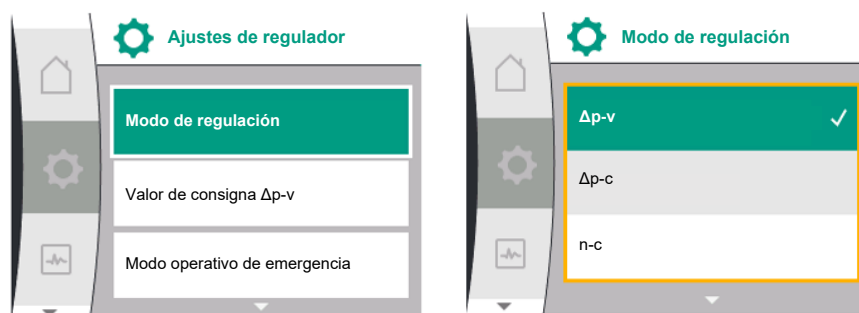 Ajustes de regulador
Modo de regulación
Valor de consigna Δp-v
Modo operativo de emergencia
Modo de regulación
Δp-v
Δp-c
n-c